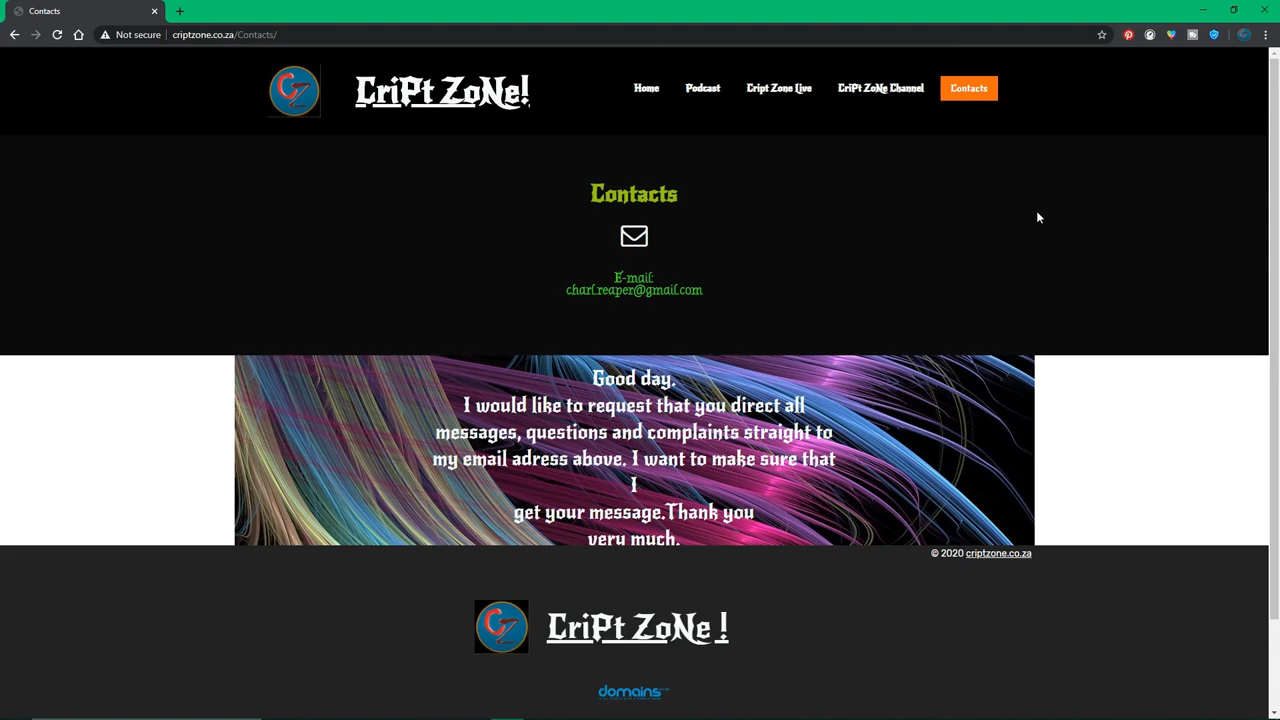 Contacts
Not secure
criptzone.co.za/Contacts/
CZ
CriPt ZoNe!
Home
Podcast
Cript Zone Live
CriPt ZoNe Channel
Contacts
Contacts
E-mail:
charl.reaper@gmail.com
Good day.
I would like to request that you direct all
messages, questions and complaints straight to
my email adress above. I want to make sure that
I
get your message.Thank you
very much.
© 2020 criptzone.co.za
CZ
CriPt ZoNe !
domains